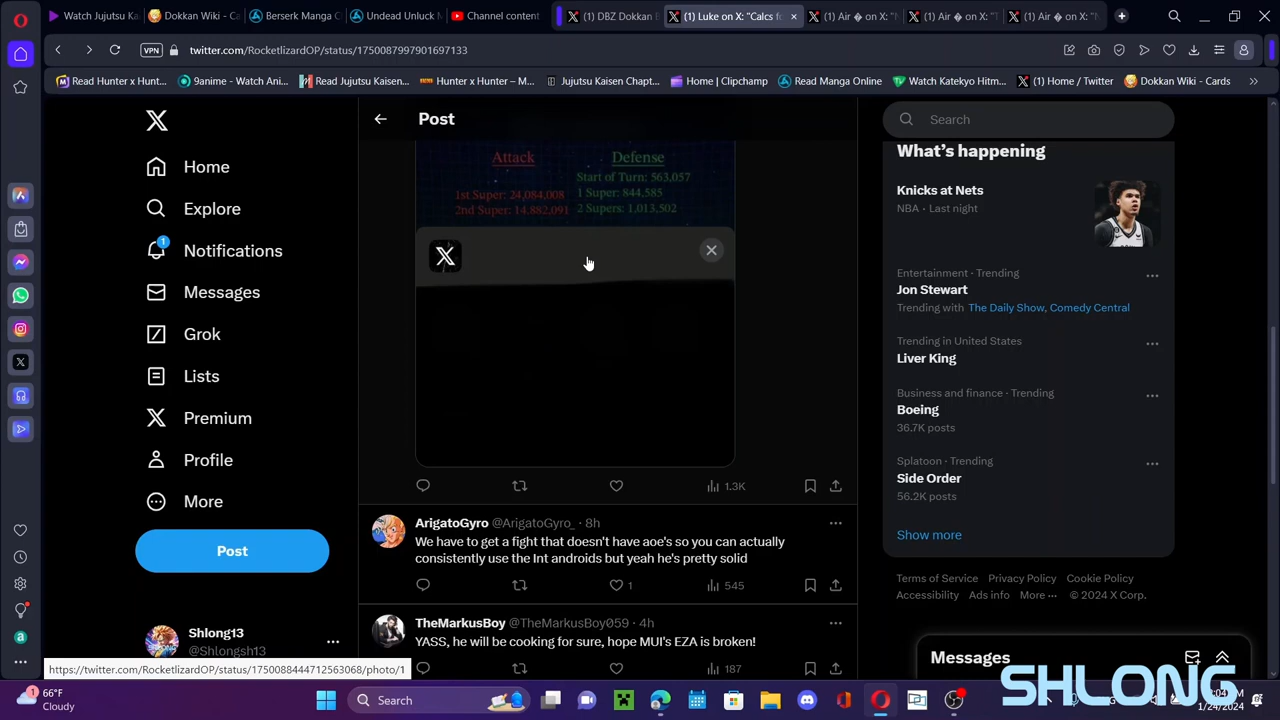 Watch Jujutsu Ka
Dokkan Wiki - Ca
Berserk Manga C
Undead Unluck M
Channel content
(1) DBZ Dokkan E
(1) Luke on X: "Calcs fo
(1) Air � on X: "
(1) Air � on X: "T
(1) Air � on X: "
VPN
twitter.com/RocketlizardOP/status/1750087997901697133
Read Hunter x Hunt...
9anime - Watch Ani...
Read Jujutsu Kaisen...
Hunter x Hunter – M...
Jujutsu Kaisen Chapt...
Home | Clipchamp
Read Manga Online
Watch Katekyo Hitm...
(1) Home / Twitter
Dokkan Wiki - Cards
Post
Search
Home
Explore
1
Notifications
Messages
Grok
Lists
Premium
Profile
More
Post
Shlong13
@Shlongsh13
Attack
Defense
1st Super: 24,084,008
2nd Super: 14,882,091
Start of Turn: 563,057
1 Super: 844,585
2 Supers: 1,013,502
1.3K
ArigatoGyro @ArigatoGyro_ · 8h
We have to get a fight that doesn't have aoe's so you can actually
consistently use the Int androids but yeah he's pretty solid
1
545
TheMarkusBoy @TheMarkusBoy059 · 4h
YASS, he will be cooking for sure, hope MUI's EZA is broken!
187
What's happening
Knicks at Nets
NBA · Last night
Entertainment · Trending
Jon Stewart
Trending with The Daily Show, Comedy Central
Trending in United States
Liver King
Business and finance · Trending
Boeing
36.7K posts
Splatoon · Trending
Side Order
56.2K posts
Show more
Terms of Service Privacy Policy Cookie Policy
Accessibility Ads info More ··· © 2024 X Corp.
Messages
https://twitter.com/RocketlizardOP/status/1750088444712563068/photo/1
1
66°F
Cloudy
Search
SHLONG
1/24/2024